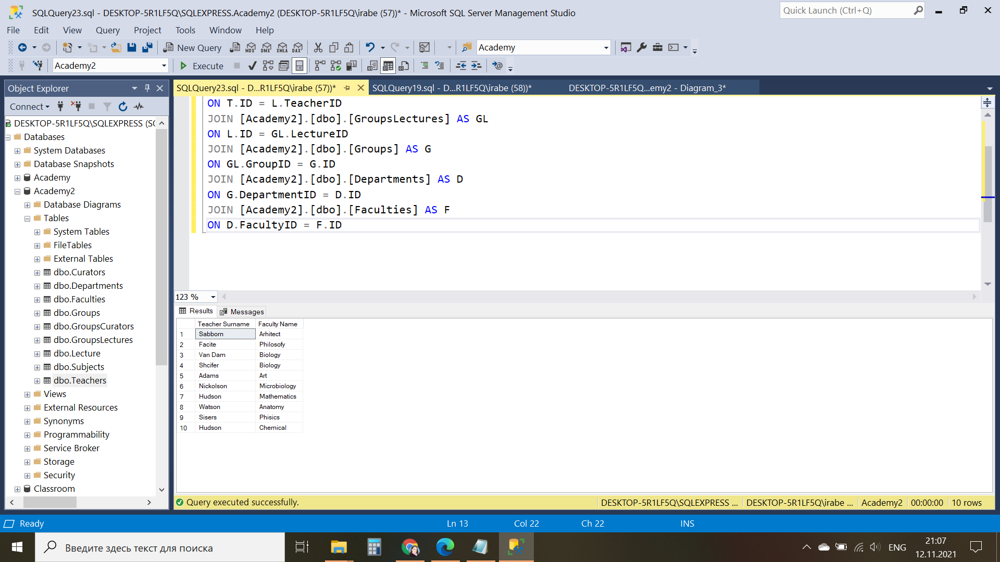 SQLQuery23.sql - DESKTOP-5R1LF5Q\SQLEXPRESS.Academy2 (DESKTOP-5R1LF5Q\irabe (57))* - Microsoft SQL Server Management Studio
Quick Launch (Ctrl+Q)
File Edit View Query Project Tools Window Help
New Query MDX DMX XMLA DAX Academy
Academy2 Execute
Object Explorer
SQLQuery23.sql - D...R1LF5Q\irabe (57))* SQLQuery19.sql - D...R1LF5Q\irabe (58))* DESKTOP-5R1LF5Q...emy2 - Diagram_3*
Connect
DESKTOP-5R1LF5Q\SQLEXPRESS (SQ
Databases
System Databases
Database Snapshots
Academy
Academy2
Database Diagrams
Tables
System Tables
FileTables
External Tables
dbo.Curators
dbo.Departments
dbo.Faculties
dbo.Groups
dbo.GroupsCurators
dbo.GroupsLectures
dbo.Lecture
dbo.Subjects
dbo.Teachers
Views
External Resources
Synonyms
Programmability
Service Broker
Storage
Security
Classroom
ON T.ID = L.TeacherID
JOIN [Academy2].[dbo].[GroupsLectures] AS GL
ON L.ID = GL.LectureID
JOIN [Academy2].[dbo].[Groups] AS G
ON GL.GroupID = G.ID
JOIN [Academy2].[dbo].[Departments] AS D
ON G.DepartmentID = D.ID
JOIN [Academy2].[dbo].[Faculties] AS F
ON D.FacultyID = F.ID
123 %
Results Messages
Teacher Surname Faculty Name
1 Sabborn Arhitect
2 Facite Philosofy
3 Van Dam Biology
4 Shcifer Biology
5 Adams Art
6 Nickolson Microbiology
7 Hudson Mathematics
8 Watson Anatomy
9 Sisers Phisics
10 Hudson Chemical
Query executed successfully. DESKTOP-5R1LF5Q\SQLEXPRESS ... DESKTOP-5R1LF5Q\irabe ... Academy2 00:00:00 10 rows
Ready Ln 13 Col 22 Ch 22 INS
Введите здесь текст для поиска
ENG
21:07
12.11.2021